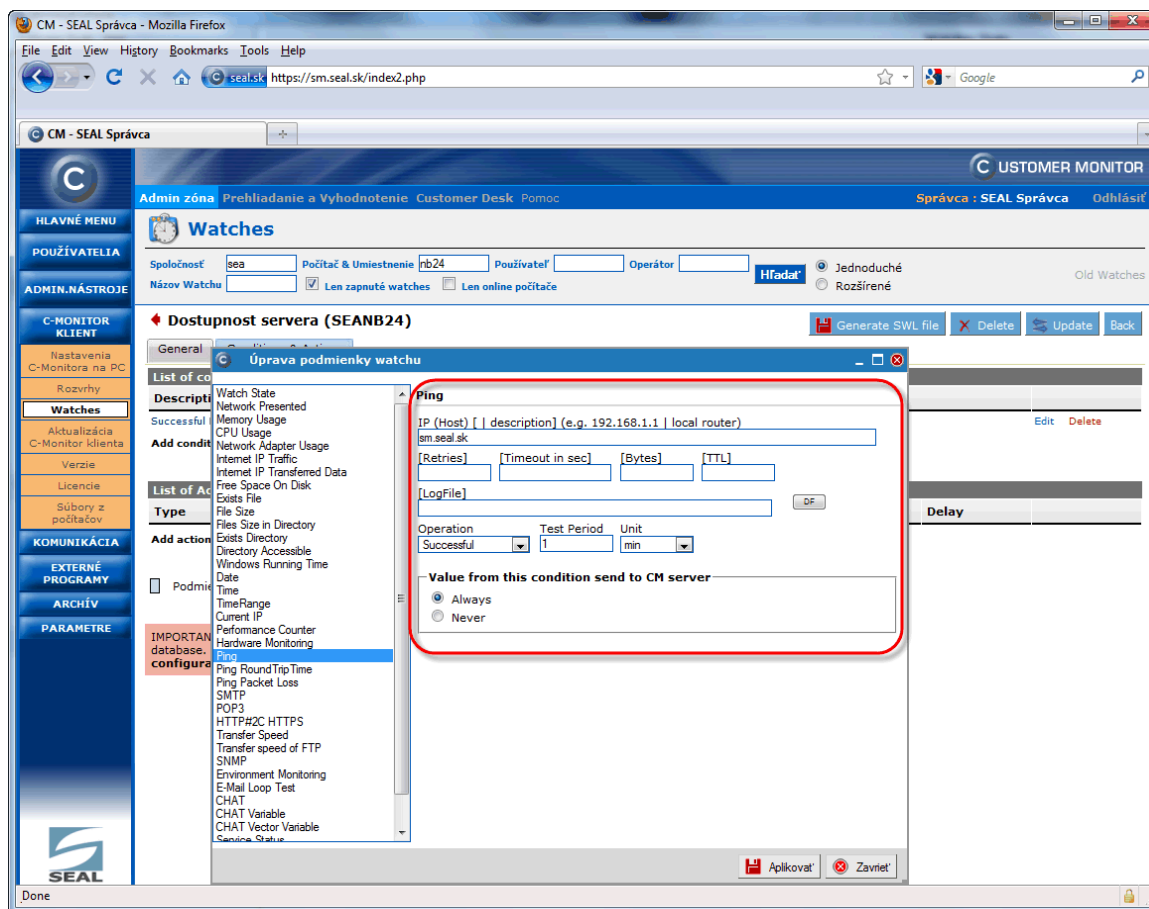 CM - SEAL Správca - Mozilla Firefox
File Edit View History Bookmarks Tools Help
seal.sk https://sm.seal.sk/index2.php
Google
CM - SEAL Správca
CUSTOMER MONITOR
Admin zóna Prehliadanie a Vyhodnotenie Customer Desk Pomoc
Správca : SEAL Správca Odhlásiť
HLAVNÉ MENU
POUŽÍVATELIA
ADMIN.NÁSTROJE
C-MONITOR KLIENT
Nastavenia C-Monitora na PC
Rozvrhy
Watches
Aktualizácia C-Monitor klienta
Verzie
Licencie
Súbory z počítačov
KOMUNIKÁCIA
EXTERNÉ PROGRAMY
ARCHÍV
PARAMETRE
SEAL
Watches
Spoločnosť sea Počítač & Umiestnenie nb24 Používateľ Operátor
Hľadať
Jednoduché
Rozšírené
Old Watches
Názov Watchu Len zapnuté watches Len online počítače
Dostupnost servera (SEANB24)
Generate SWL file Delete Update Back
General
List of co
Descripti
Successful
Edit Delete
Add condit
List of Ac
Type
Delay
Add action
Podmie
IMPORTAN
database.
configura
Úprava podmienky watchu
Watch State
Network Presented
Memory Usage
CPU Usage
Network Adapter Usage
Internet IP Traffic
Internet IP Transferred Data
Free Space On Disk
Exists File
File Size
Files Size in Directory
Exists Directory
Directory Accessible
Windows Running Time
Date
Time
TimeRange
Current IP
Performance Counter
Hardware Monitoring
Ping
Ping RoundTripTime
Ping Packet Loss
SMTP
POP3
HTTP#2C HTTPS
Transfer Speed
Transfer speed of FTP
SNMP
Environment Monitoring
E-Mail Loop Test
CHAT
CHAT Variable
CHAT Vector Variable
Service Status
Ping
IP (Host) [ | description] (e.g. 192.168.1.1 | local router)
sm.seal.sk
[Retries] [Timeout in sec] [Bytes] [TTL]
[LogFile]
DF
Operation Test Period Unit
Successful 1 min
Value from this condition send to CM server
Always
Never
Aplikovať Zavrieť
Done